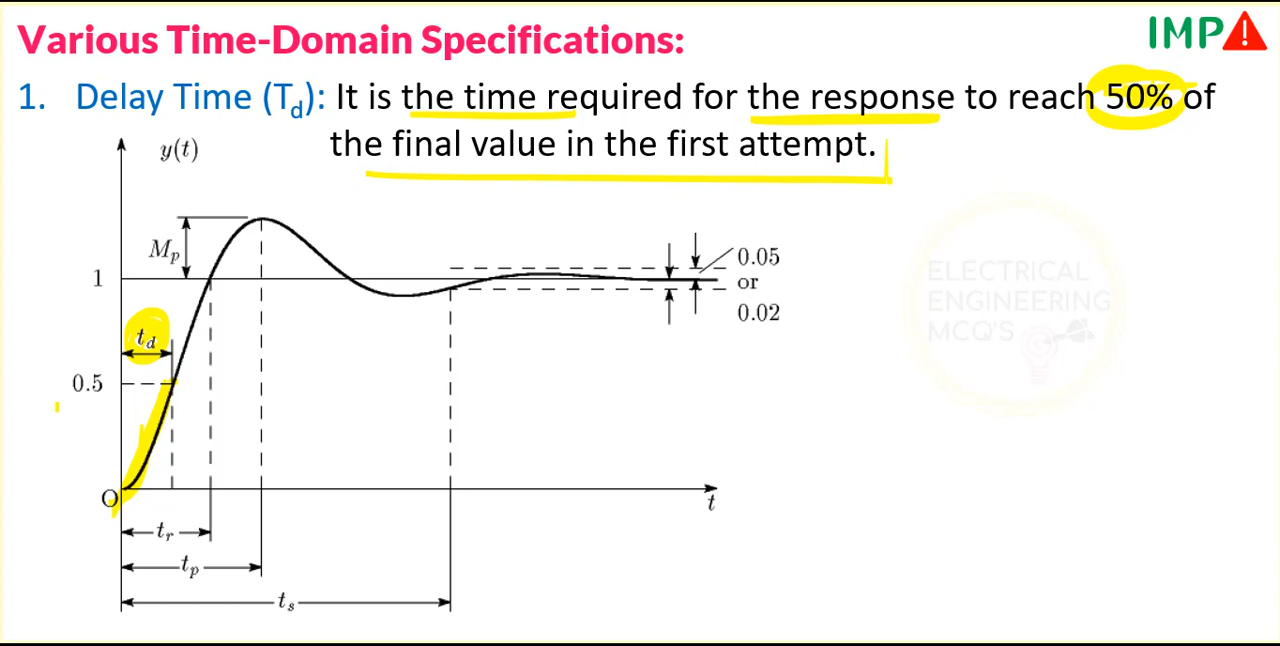 Various Time-Domain Specifications:
IMP
1. Delay Time (Td): It is the time required for the response to reach 50% of
the final value in the first attempt.
y(t)
Mp
1
0.05
or
0.02
ELECTRICAL
ENGINEERING
MCQ'S
td
0.5
O
t
tr
tp
ts